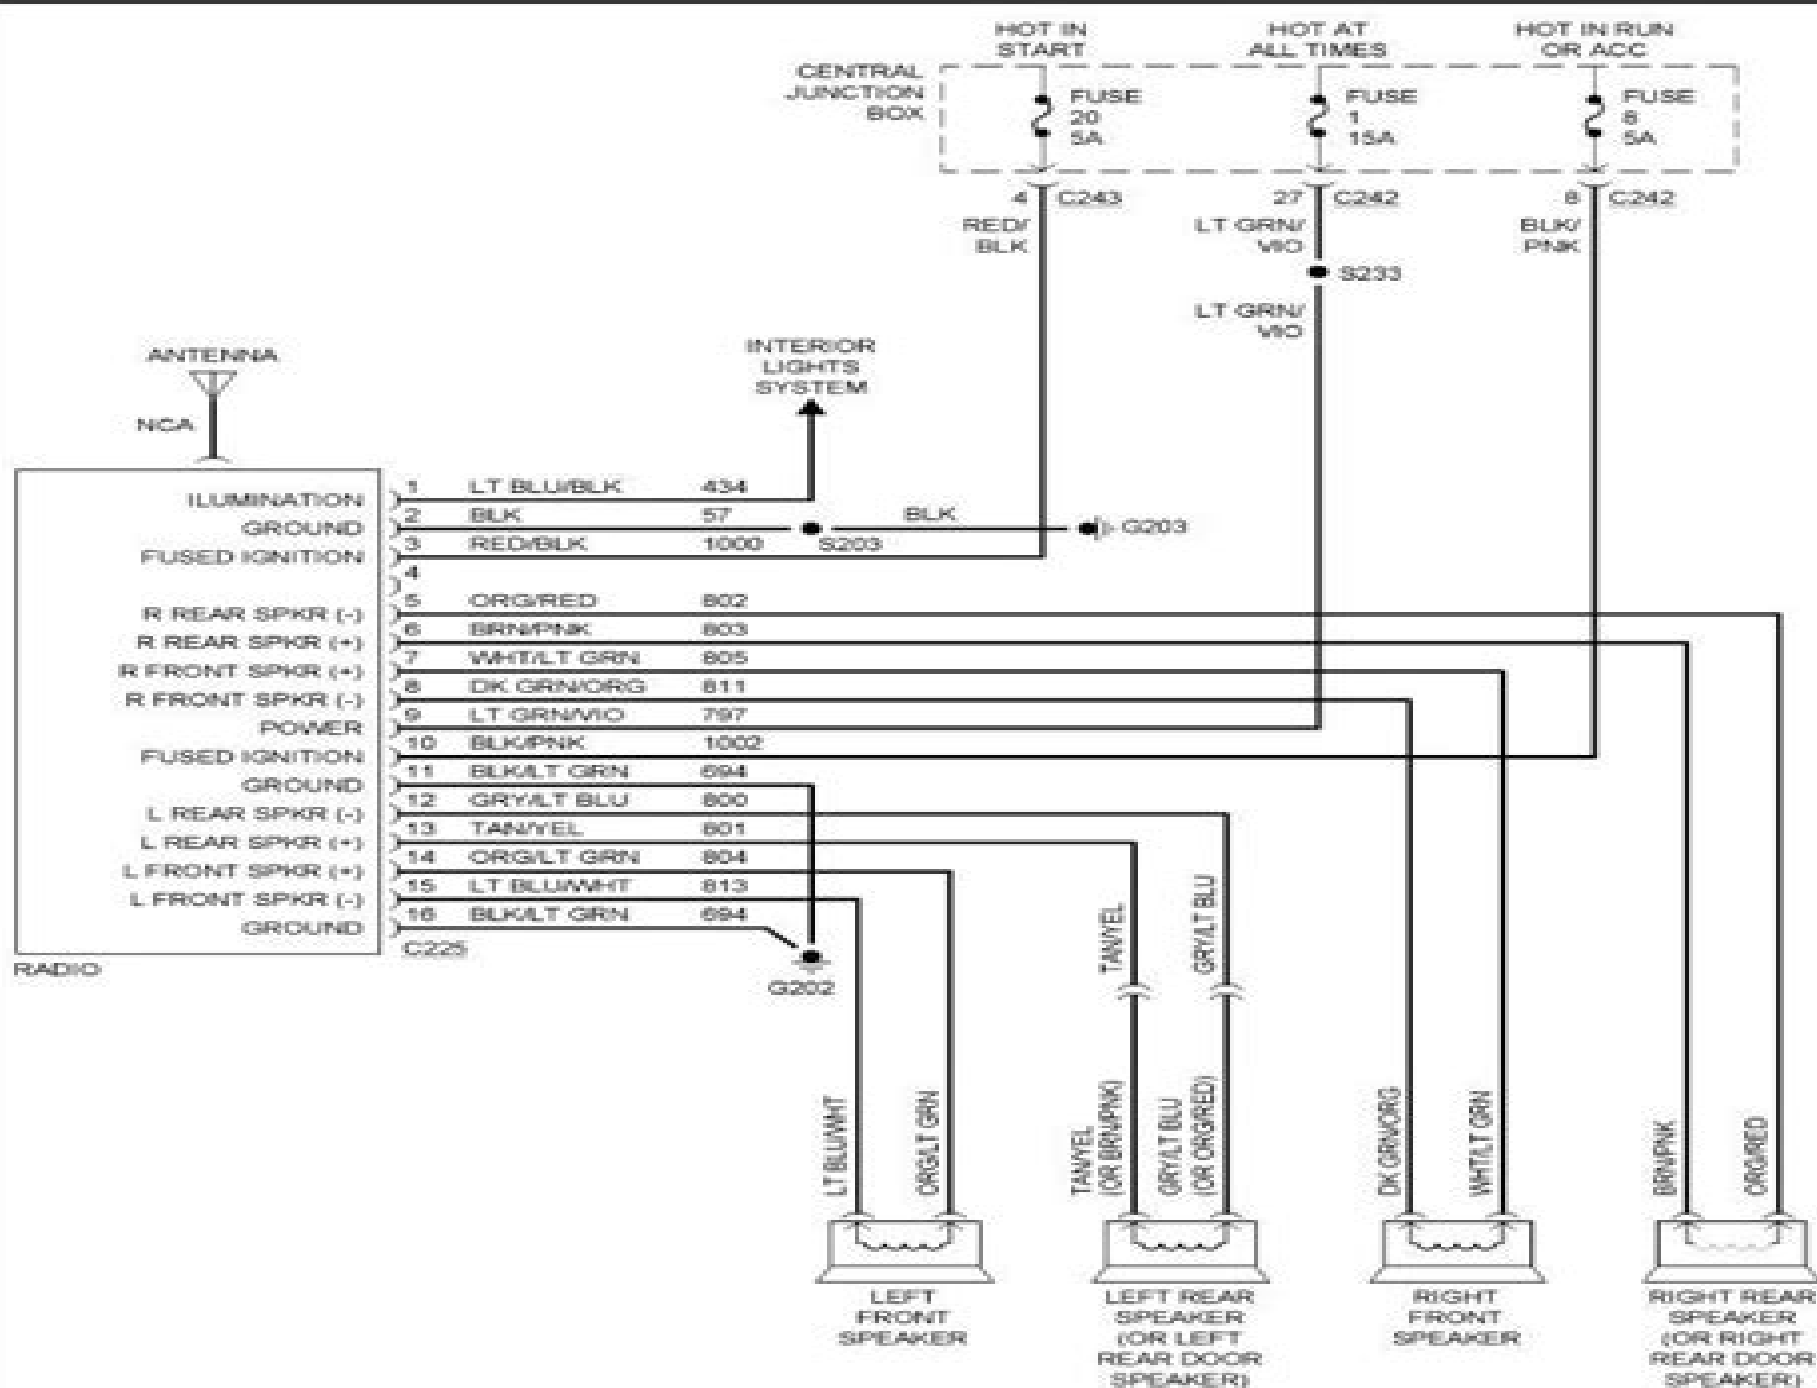 HOT IN
START
HOT AT
ALL TIMES
HOT IN RUN
OR ACC
CENTRAL
JUNCTION
BOX
FUSE
20
5A
FUSE
1
15A
FUSE
8
5A
4 C243
27 C242
8 C242
RED/
BLK
LT GRN/
VIO
BLK/
PNK
S233
LT GRN/
VIO
ANTENNA
NCA
INTERIOR
LIGHTS
SYSTEM
ILUMINATION 1 LT BLU/BLK 434
GROUND 2 BLK 57 BLK G203
FUSED IGNITION 3 RED/BLK 1000 S203
4
R REAR SPKR (-) 5 ORG/RED 802
R REAR SPKR (+) 6 BRN/PNK 803
R FRONT SPKR (+) 7 WHT/LT GRN 805
R FRONT SPKR (-) 8 DK GRN/ORG 811
POWER 9 LT GRN/VIO 797
FUSED IGNITION 10 BLK/PNK 1002
GROUND 11 BLK/LT GRN 694
L REAR SPKR (-) 12 GRY/LT BLU 800
L REAR SPKR (+) 13 TAN/YEL 801
L FRONT SPKR (+) 14 ORG/LT GRN 804
L FRONT SPKR (-) 15 LT BLU/WHT 813
GROUND 16 BLK/LT GRN 694
C225
RADIO
G202
TAN/YEL
GRY/LT BLU
LT BLU/WHT
ORG/LT GRN
TAN/YEL
(OR BRN/PNK)
GRY/LT BLU
(OR ORG/RED)
DK GRN/ORG
WHT/LT GRN
BRN/PNK
ORG/RED
LEFT
FRONT
SPEAKER
LEFT REAR
SPEAKER
(OR LEFT
REAR DOOR
SPEAKER)
RIGHT
FRONT
SPEAKER
RIGHT REAR
SPEAKER
(OR RIGHT
REAR DOOR
SPEAKER)